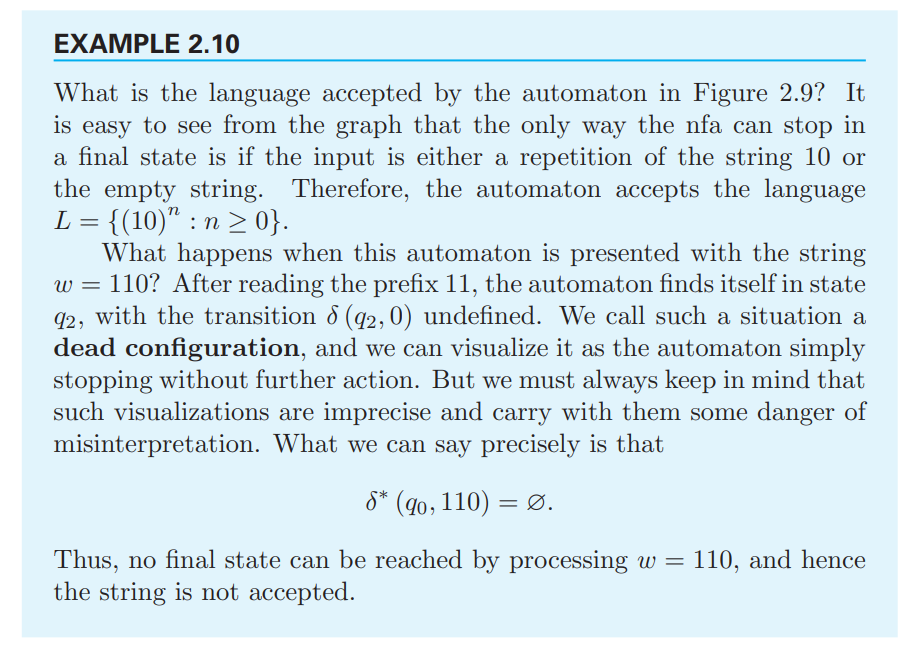 EXAMPLE 2.10
What is the language accepted by the automaton in Figure 2.9? It
is easy to see from the graph that the only way the nfa can stop in
a final state is if the input is either a repetition of the string 10 or
the empty string. Therefore, the automaton accepts the language
L = {(10)ⁿ : n ≥ 0}.
What happens when this automaton is presented with the string
w = 110? After reading the prefix 11, the automaton finds itself in state
q₂, with the transition δ (q₂, 0) undefined. We call such a situation a
dead configuration, and we can visualize it as the automaton simply
stopping without further action. But we must always keep in mind that
such visualizations are imprecise and carry with them some danger of
misinterpretation. What we can say precisely is that
δ* (q₀, 110) = ∅.
Thus, no final state can be reached by processing w = 110, and hence
the string is not accepted.